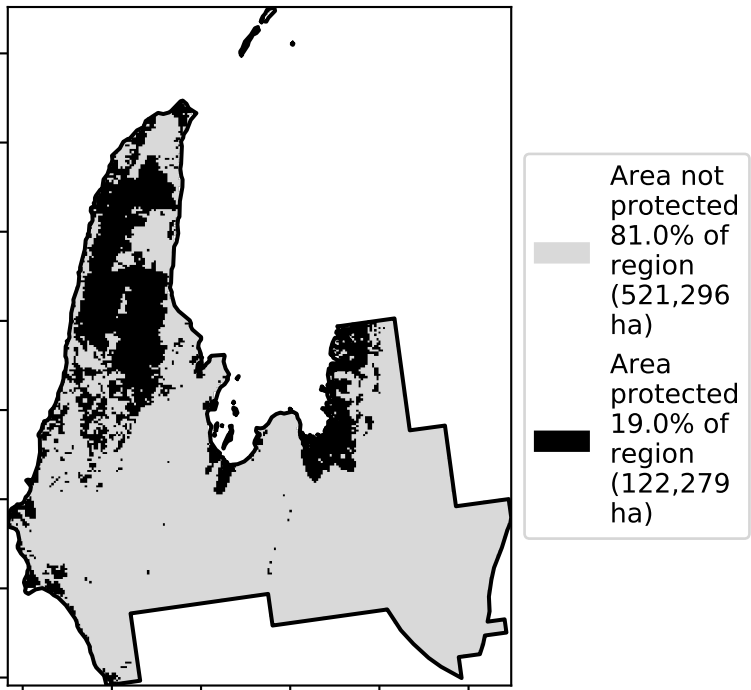 Area not
protected
81.0% of
region
(521,296
ha)
Area
protected
19.0% of
region
(122,279
ha)